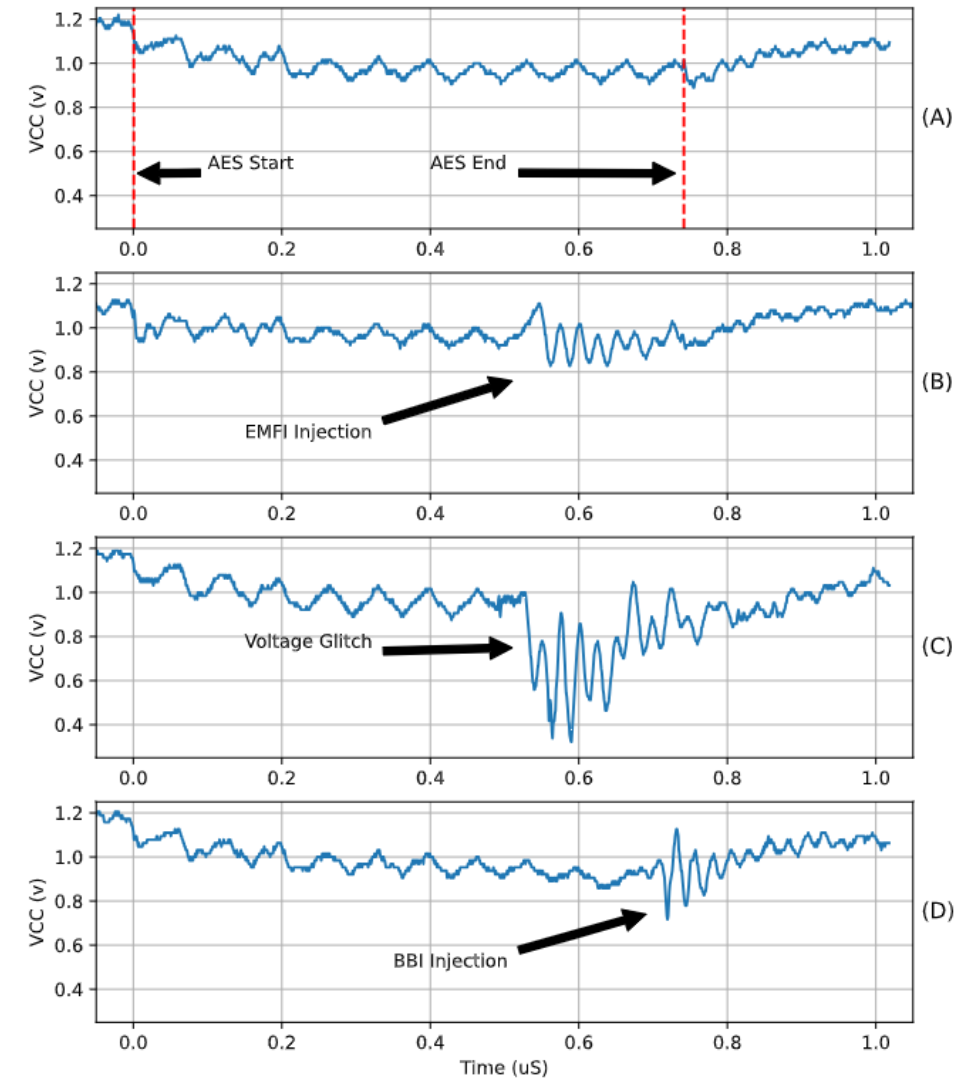 1.2
1.0
0.8
0.6
0.4
VCC (v)
AES Start
AES End
(A)
0.0 0.2 0.4 0.6 0.8 1.0
1.2
1.0
0.8
0.6
0.4
VCC (v)
EMFI Injection
(B)
0.0 0.2 0.4 0.6 0.8 1.0
1.2
1.0
0.8
0.6
0.4
VCC (v)
Voltage Glitch
(C)
0.0 0.2 0.4 0.6 0.8 1.0
1.2
1.0
0.8
0.6
0.4
VCC (v)
BBI Injection
(D)
0.0 0.2 0.4 0.6 0.8 1.0
Time (uS)